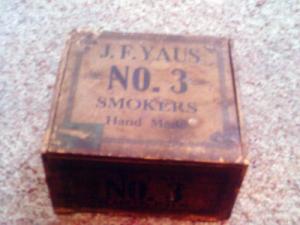 J. F. YAUS
NO. 3
SMOKERS
Hand Made
NO. 3